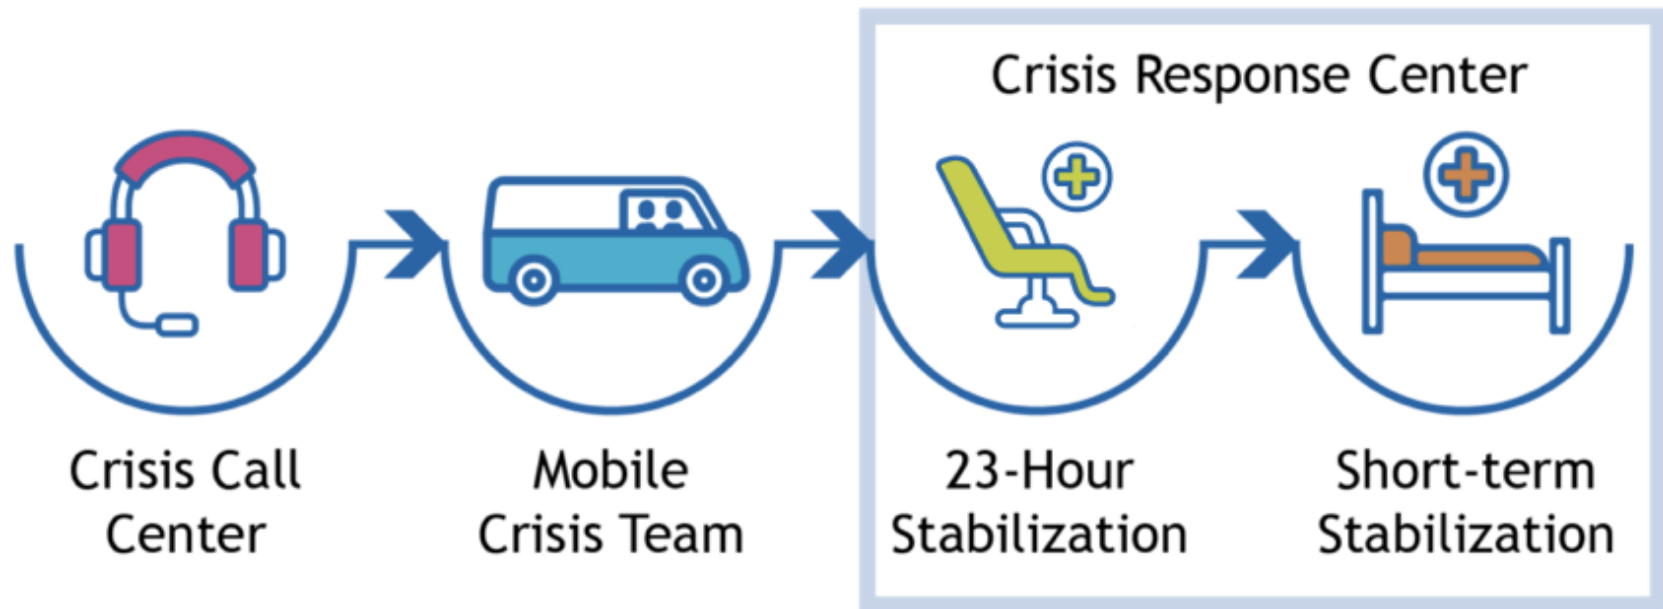 Crisis Response Center
Crisis Call
Center
Mobile
Crisis Team
23-Hour
Stabilization
Short-term
Stabilization